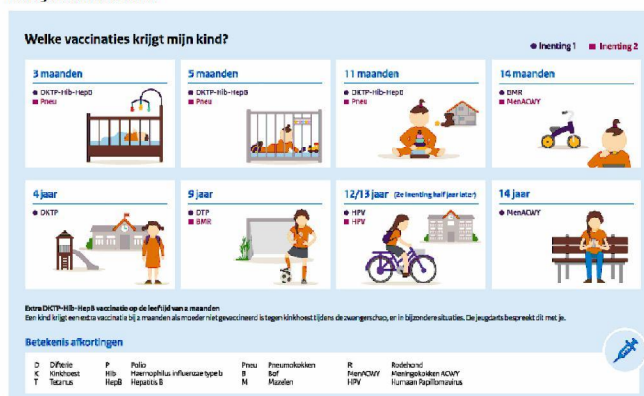 Welke vaccinaties krijgt mijn kind?
● Inenting 1 ■ Inenting 2
3 maanden
● DKTP-Hib-HepB
■ Pneu
5 maanden
● DKTP-Hib-HepB
■ Pneu
11 maanden
● DKTP-Hib-HepB
■ Pneu
14 maanden
● BMR
■ MenACWY
4 jaar
● DKTP
9 jaar
● DTP
■ BMR
12/13 jaar (2e inenting half jaar later)
● HPV
■ HPV
14 jaar
● MenACWY
Extra DKTP-Hib-HepB vaccinatie op de leeftijd van 2 maanden
Een kind krijgt een extra vaccinatie bij 2 maanden als moeder niet gevaccineerd is tegen kinkhoest tijdens de zwangerschap, er in bijzondere situaties. De jeugdarts bespreekt dit met je.
Betekenis afkortingen
D Difterie P Polio Pneu Pneumokokken R Rodehond
K Kinkhoest Hib Haemophilus influenzae type b B Bof MenACWY Meningokokken ACWY
T Tetanus HepB Hepatitis B M Mazelen HPV Humaan Papillomavirus